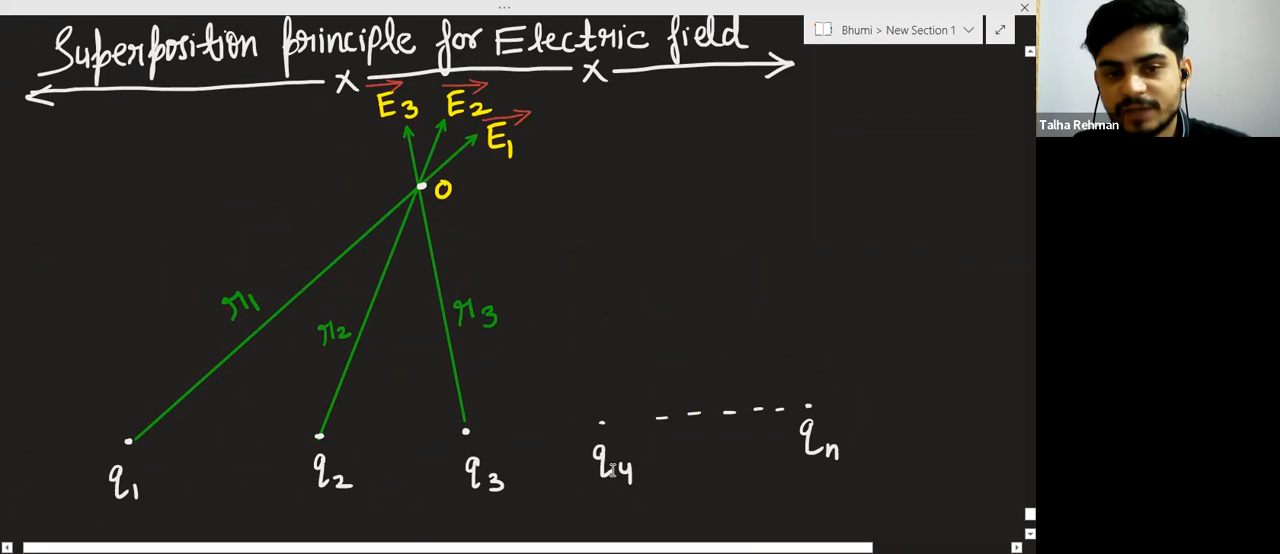 Superposition principle for Electric field
Bhumi > New Section 1
Talha Rehman
E3 E2
E1
O
r1
r2
r3
q1
q2
q3
q4
qn